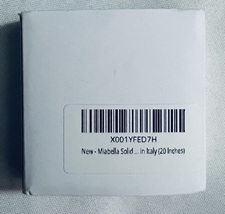 X001YFED7H
New - Miabella Solid ... in Italy (20 Inches)